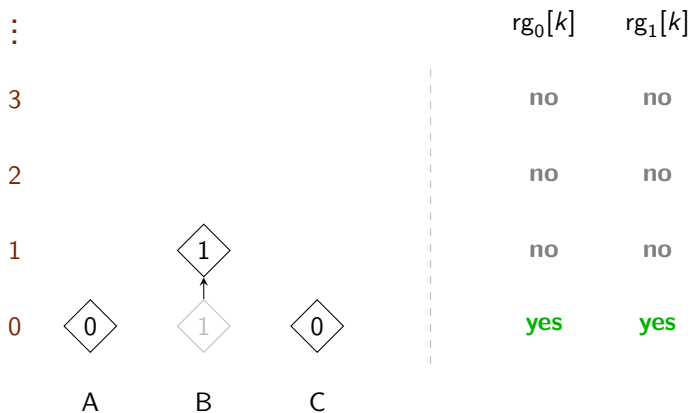 ⋮ rg₀[k] rg₁[k]
3 no no
2 no no
1 1 no no
0 0 1 0 yes yes
A B C